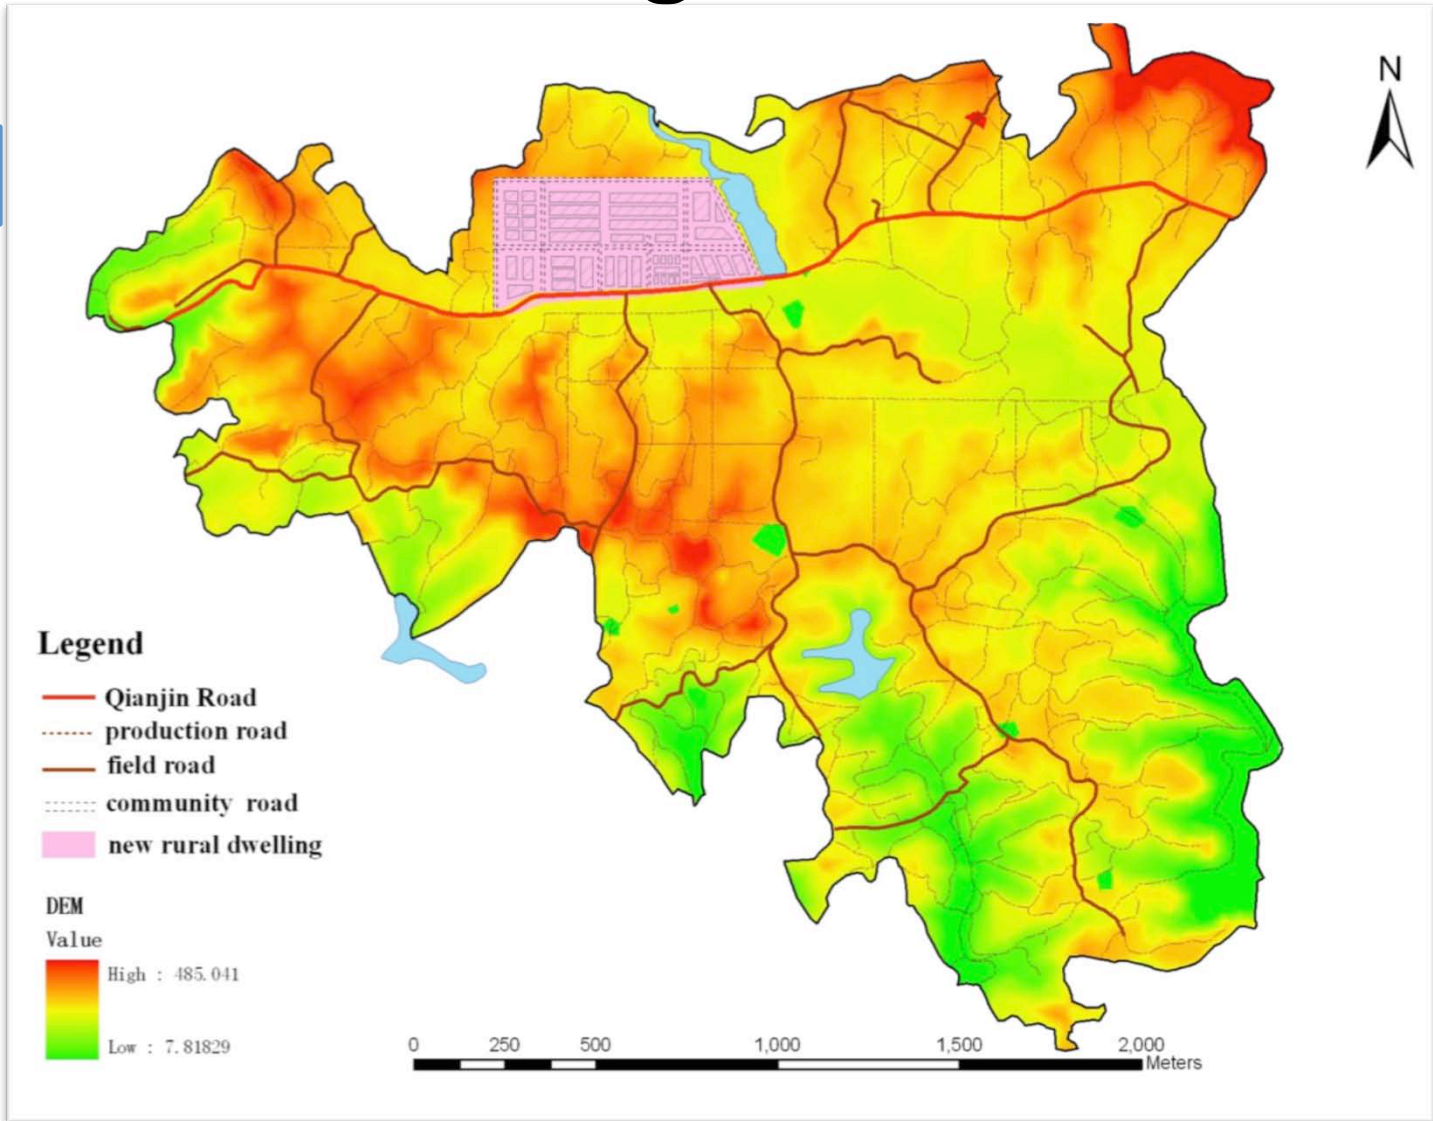 N
Legend
Qianjin Road
production road
field road
community road
new rural dwelling
DEM
Value
High : 485.041
Low : 7.81829
0 250 500 1,000 1,500 2,000
Meters